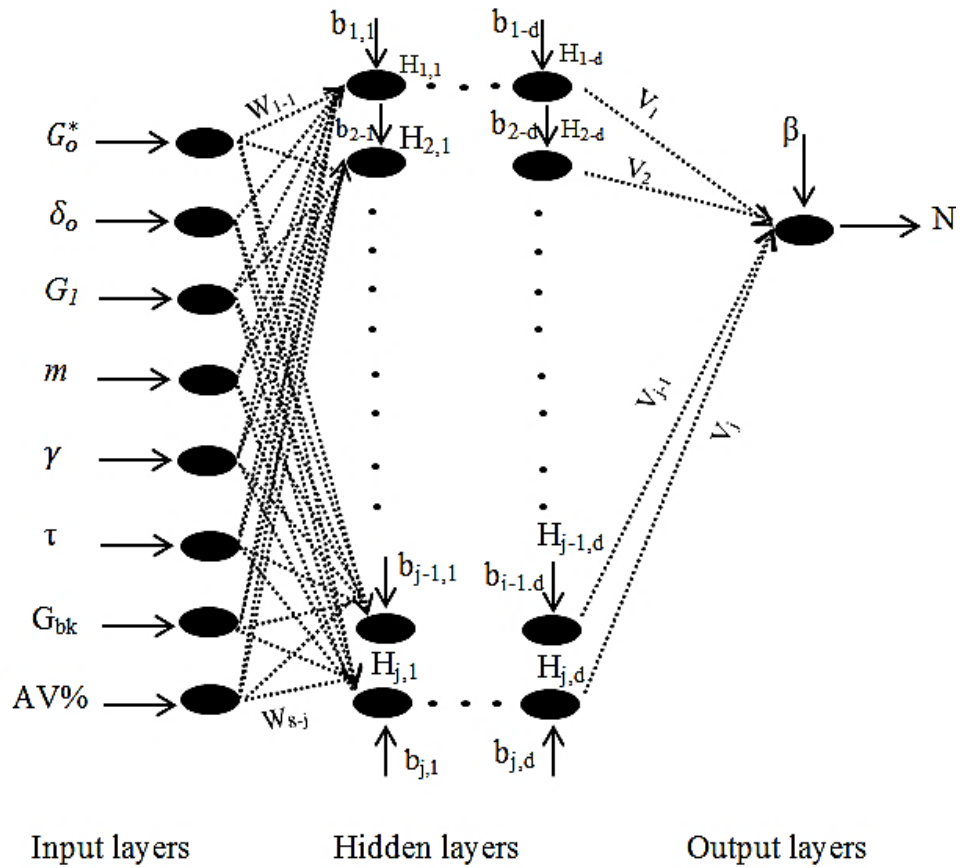 b1,1
b1-d
H1,1
H1-d
W1-1
V1
G*o
b2-1
H2,1
b2-d
H2-d
β
V2
δo
N
G1
m
Vj-1
Vj
γ
τ
Hj-1,d
bj-1,1
bi-1.d
Gbk
Hj,1
Hj,d
AV%
W8-j
bj,1
bj,d
Input layers
Hidden layers
Output layers